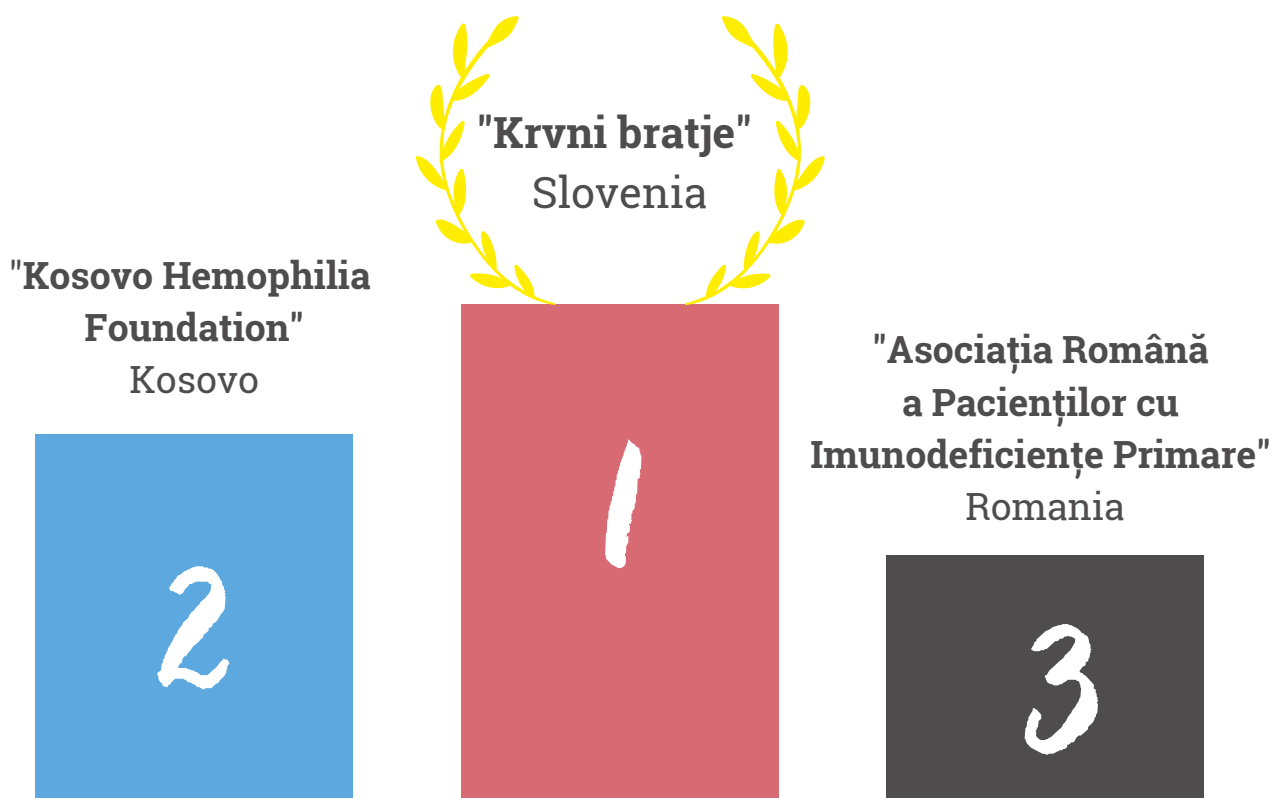 "Krvni bratje"
Slovenia
"Kosovo Hemophilia
Foundation"
Kosovo
"Asociația Română
a Pacienților cu
Imunodeficiențe Primare"
Romania
1
2
3